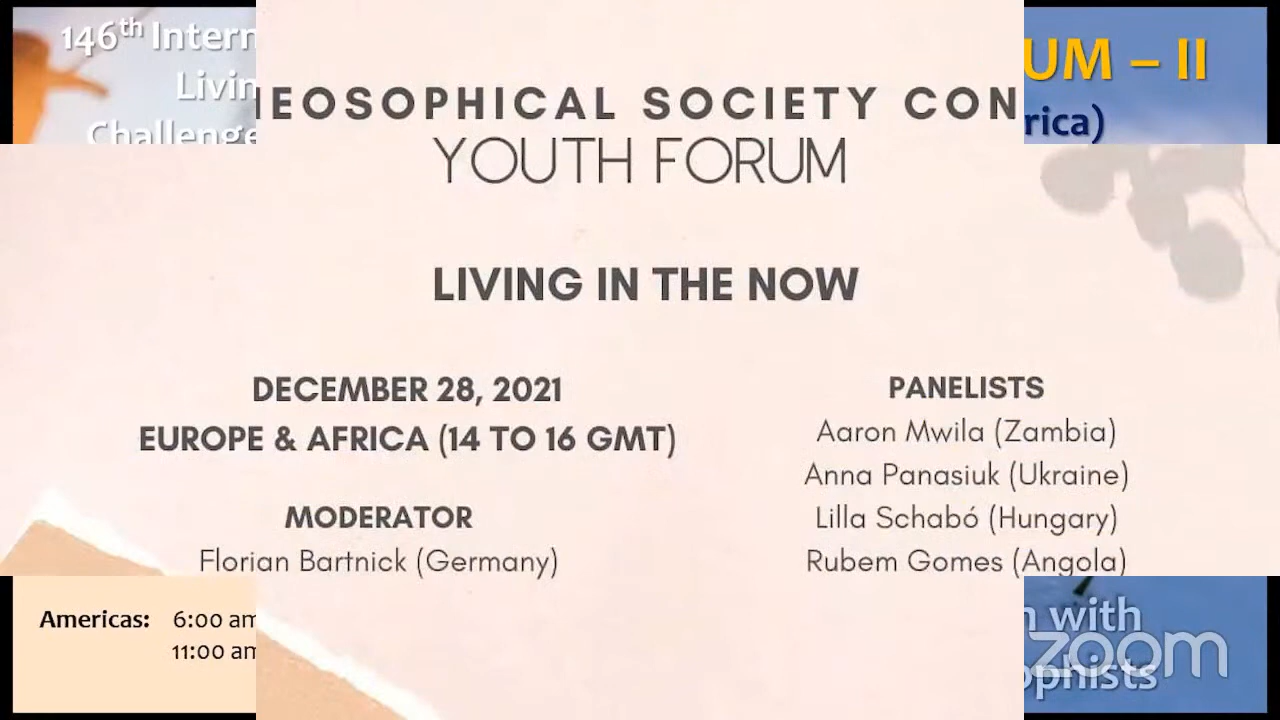 146th Intern
Livin
Challenge
UM – II
rica)
HEOSOPHICAL SOCIETY CON
YOUTH FORUM
LIVING IN THE NOW
DECEMBER 28, 2021
EUROPE & AFRICA (14 TO 16 GMT)
MODERATOR
Florian Bartnick (Germany)
PANELISTS
Aaron Mwila (Zambia)
Anna Panasiuk (Ukraine)
Lilla Schabó (Hungary)
Rubem Gomes (Angola)
Americas: 6:00 am
11:00 am
n with
ophists
zoom